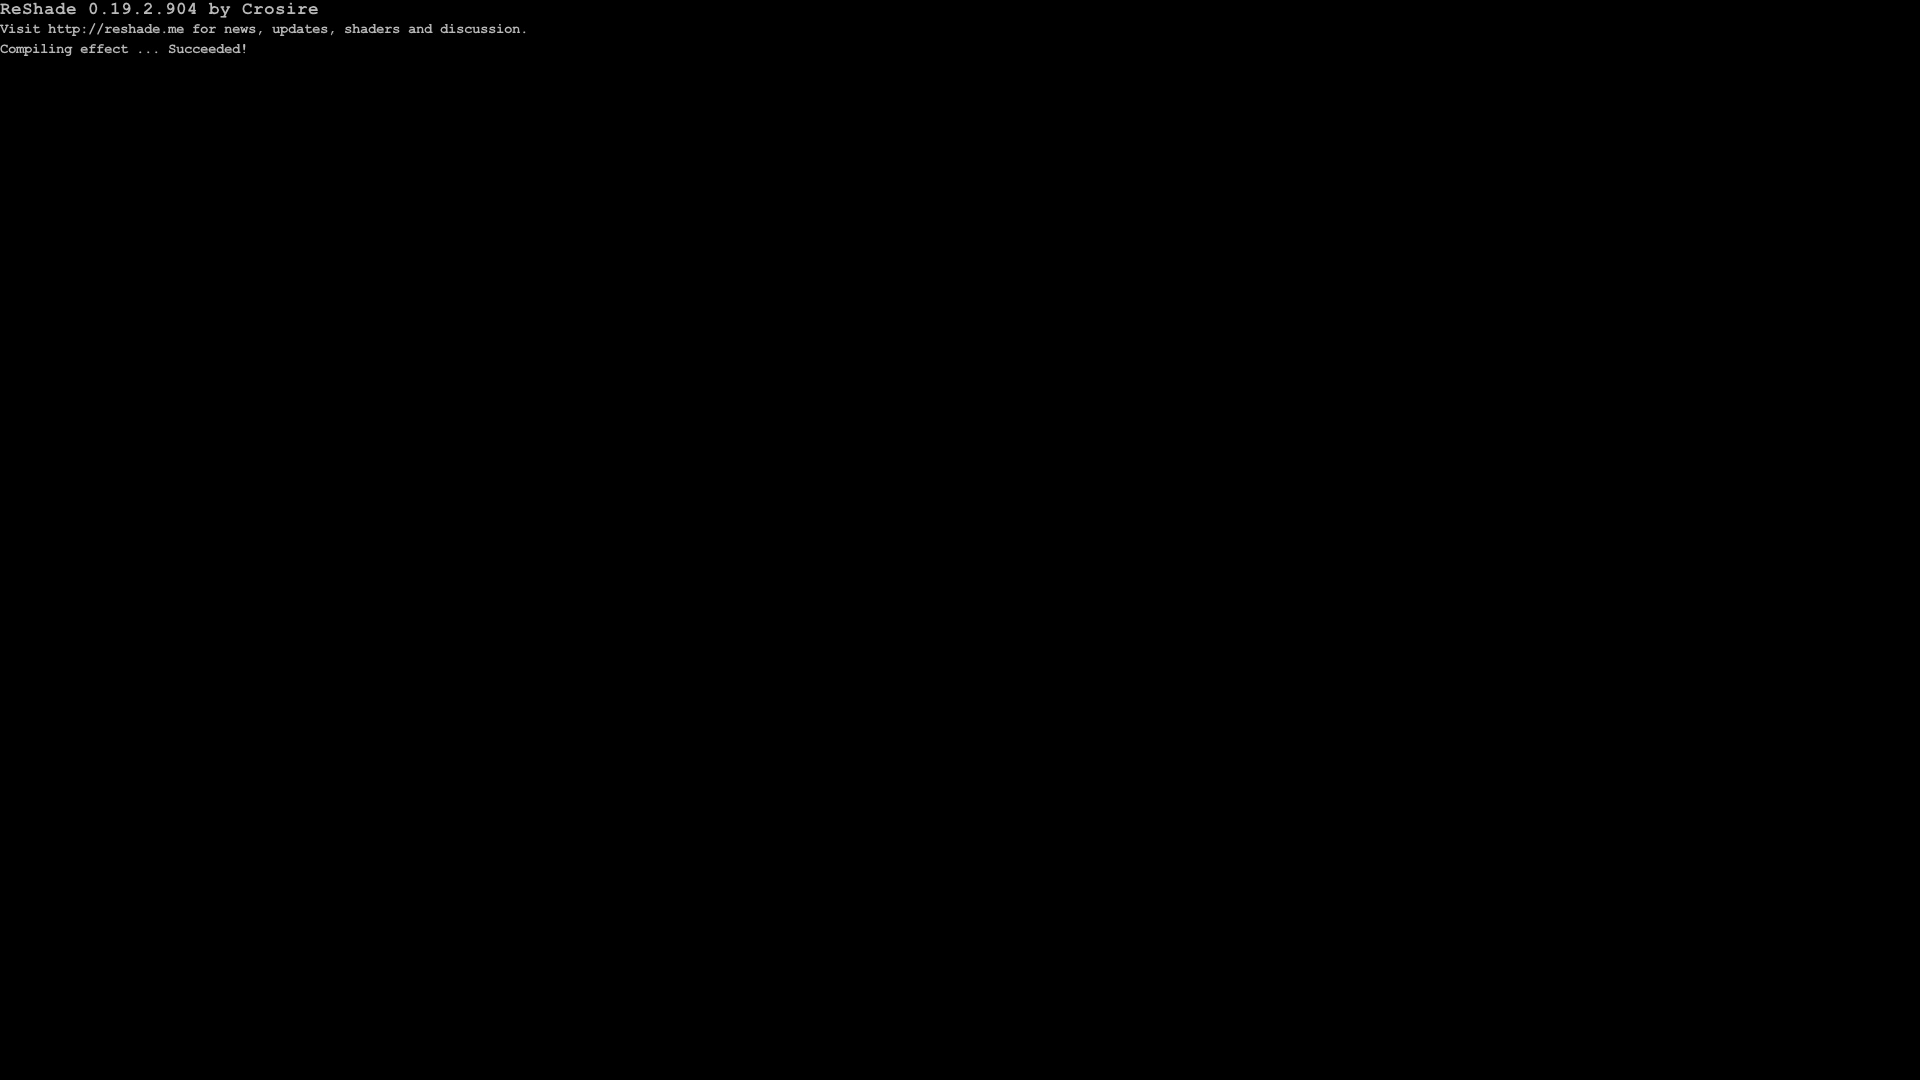 ReShade 0.19.2.904 by Crosire
Visit http://reshade.me for news, updates, shaders and discussion.
Compiling effect ... Succeeded!